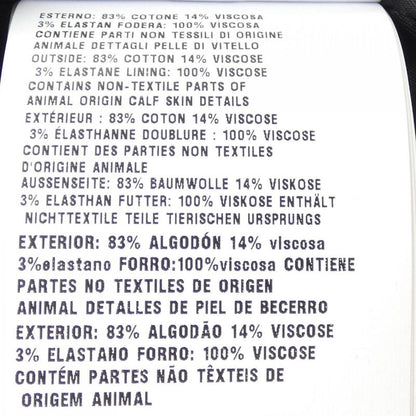 ESTERNO: 83% COTONE 14% VISCOSA
3% ELASTAN FODERA: 100% VISCOSA
CONTIENE PARTI NON TESSILI DI ORIGINE
ANIMALE DETTAGLI PELLE DI VITELLO
OUTSIDE: 83% COTTON 14% VISCOSE
3% ELASTANE LINING: 100% VISCOSE
CONTAINS NON-TEXTILE PARTS OF
ANIMAL ORIGIN CALF SKIN DETAILS
EXTÉRIEUR : 83% COTON 14% VISCOSE
3% ÉLASTHANNE DOUBLURE : 100% VISCOSE
CONTIENT DES PARTIES NON TEXTILES
D'ORIGINE ANIMALE
AUSSENSEITE: 83% BAUMWOLLE 14% VISKOSE
3% ELASTHAN FUTTER: 100% VISKOSE ENTHÄLT
NICHTTEXTILE TEILE TIERISCHEN URSPRUNGS
EXTERIOR: 83% ALGODÓN 14% viscosa
3%elastano FORRO:100%viscosa CONTIENE
PARTES NO TEXTILES DE ORIGEN
ANIMAL DETALLES DE PIEL DE BECERRO
EXTERIOR: 83% ALGODÃO 14% VISCOSE
3% ELASTANO FORRO: 100% VISCOSE
CONTÉM PARTES NÃO TÊXTEIS DE
ORIGEM ANIMAL